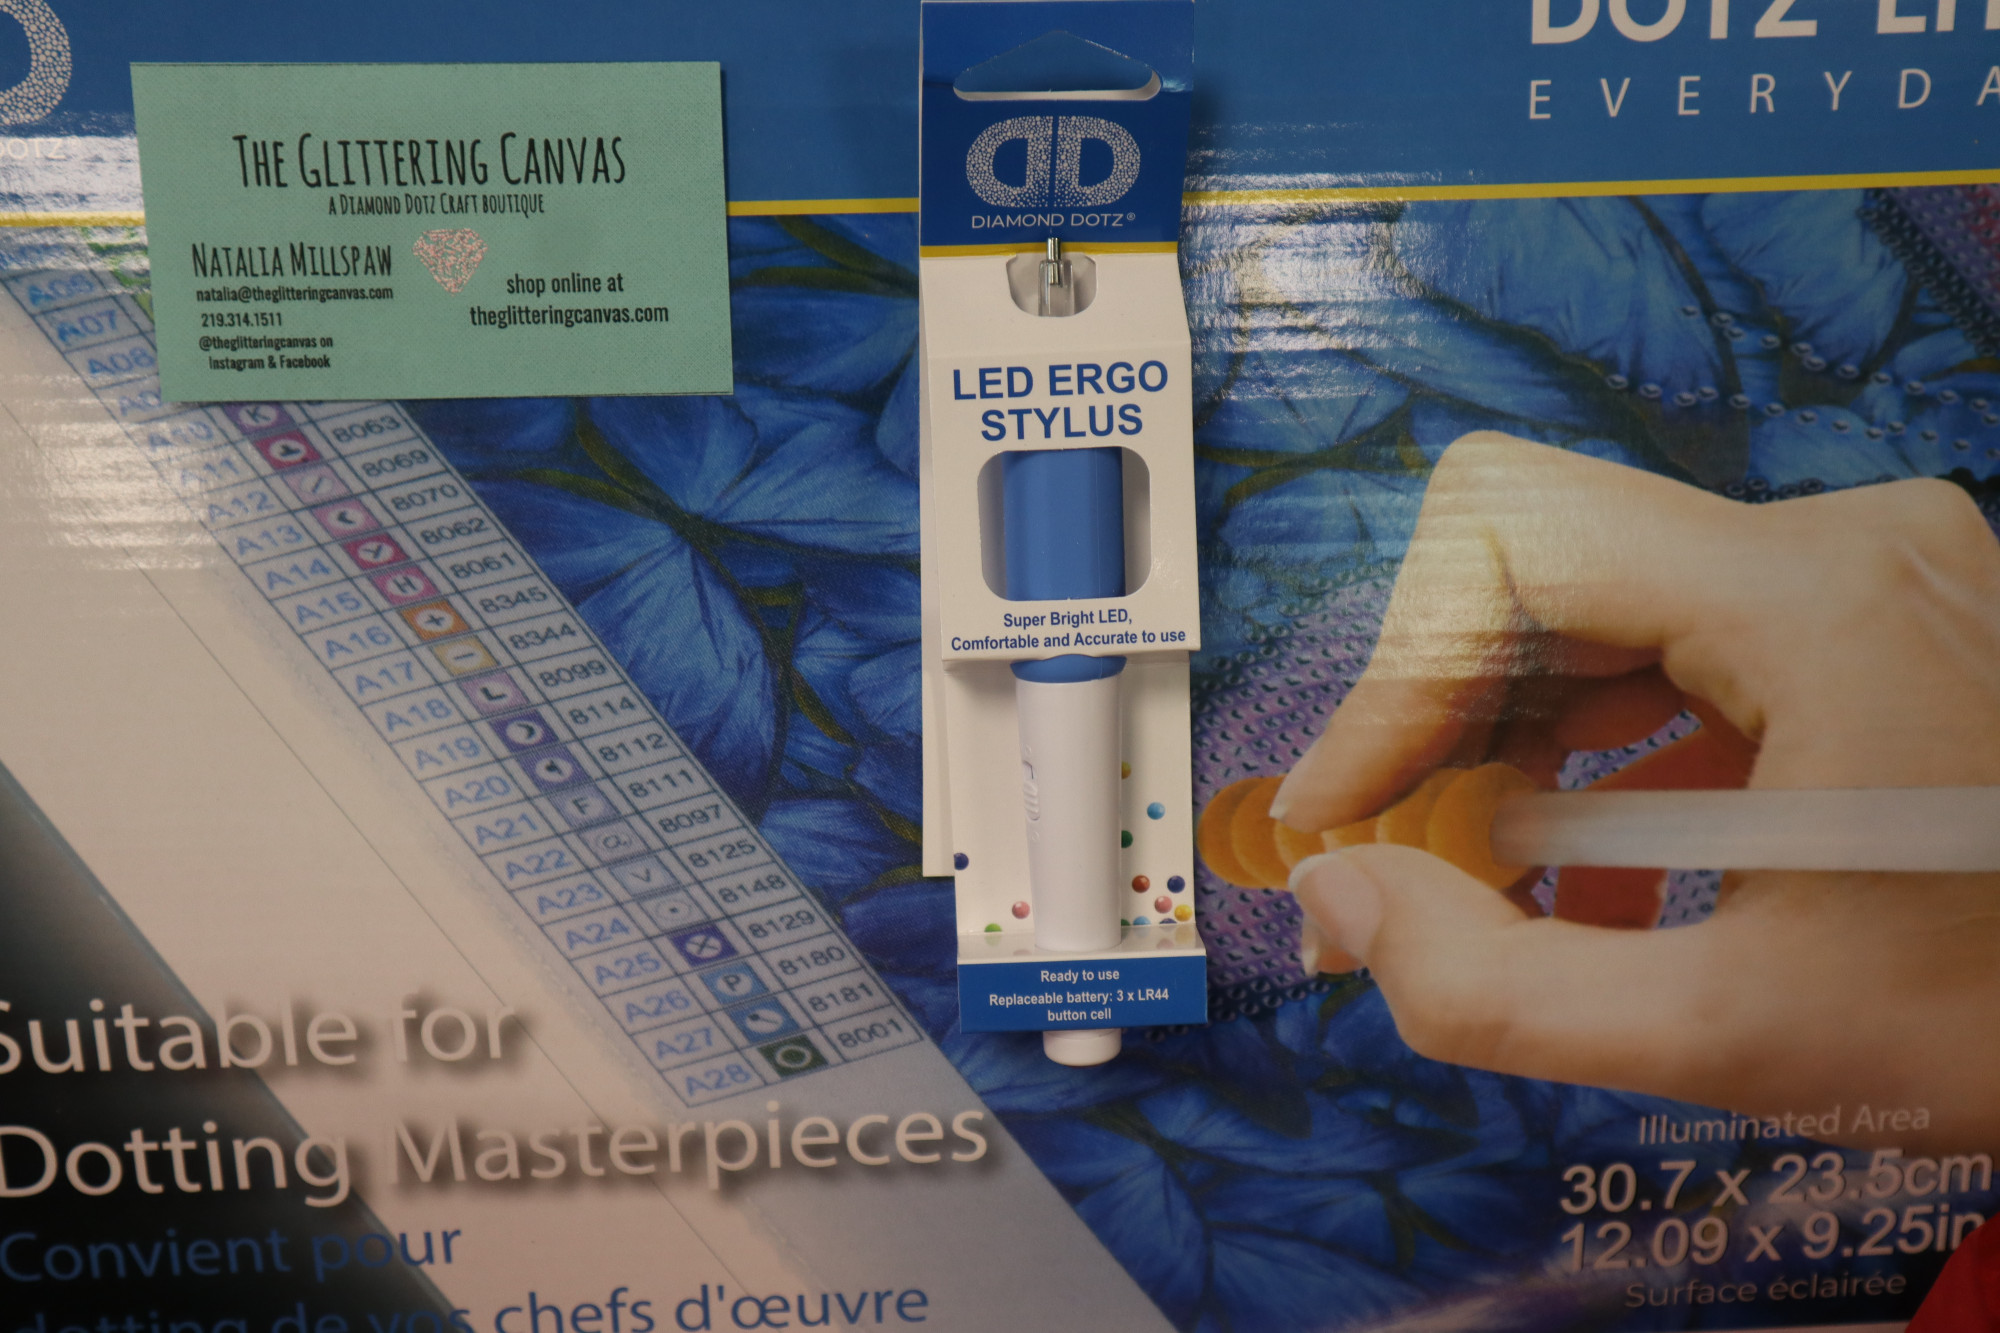 THE GLITTERING CANVAS
A DIAMOND DOTZ CRAFT BOUTIQUE
NATALIA MILLSPAW
natalia@theglitteringcanvas.com
219.314.1511
@theglitteringcanvas on
Instagram & Facebook
shop online at
theglitteringcanvas.com
DIAMOND DOTZ®
LED ERGO
STYLUS
Super Bright LED,
Comfortable and Accurate to use
Ready to use
Replaceable battery: 3 x LR44
button cell
DOTZ
EVERYDA
A07
A08
A10
A11 K 8063
A12 8069
A13 / 8070
A14 8062
A15 Y 8061
A16 H 8345
A17 + 8344
A18 − 8099
A19 L 8114
A20 8112
A21 8111
A22 F 8097
A23 @ 8125
A24 V 8148
A25 8129
A26 8180
A27 P 8181
A28 8001
Suitable for
Dotting Masterpieces
Convient pour
dotting de vos chefs d'œuvre
Illuminated Area
30.7 x 23.5cm
12.09 x 9.25in
Surface éclairée